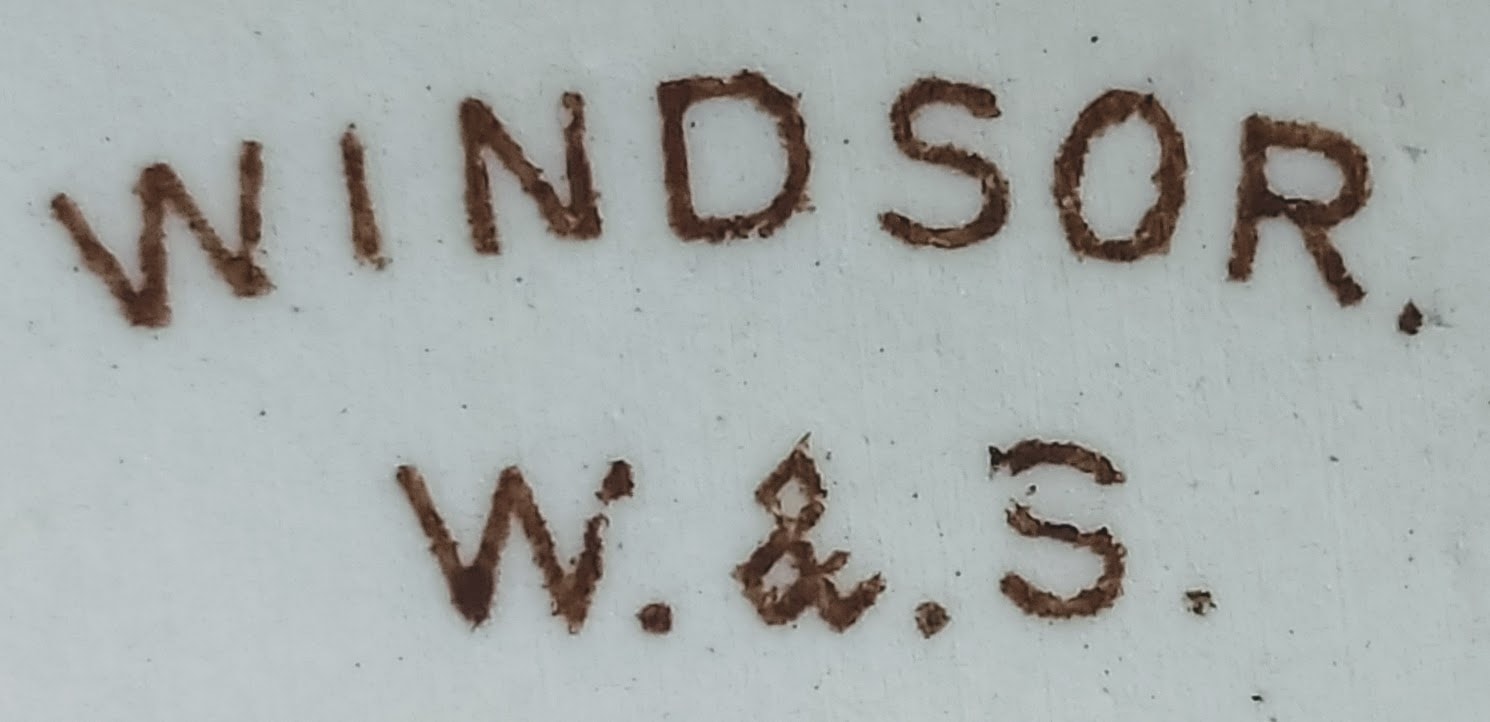 WINDSOR.
W. & . S .